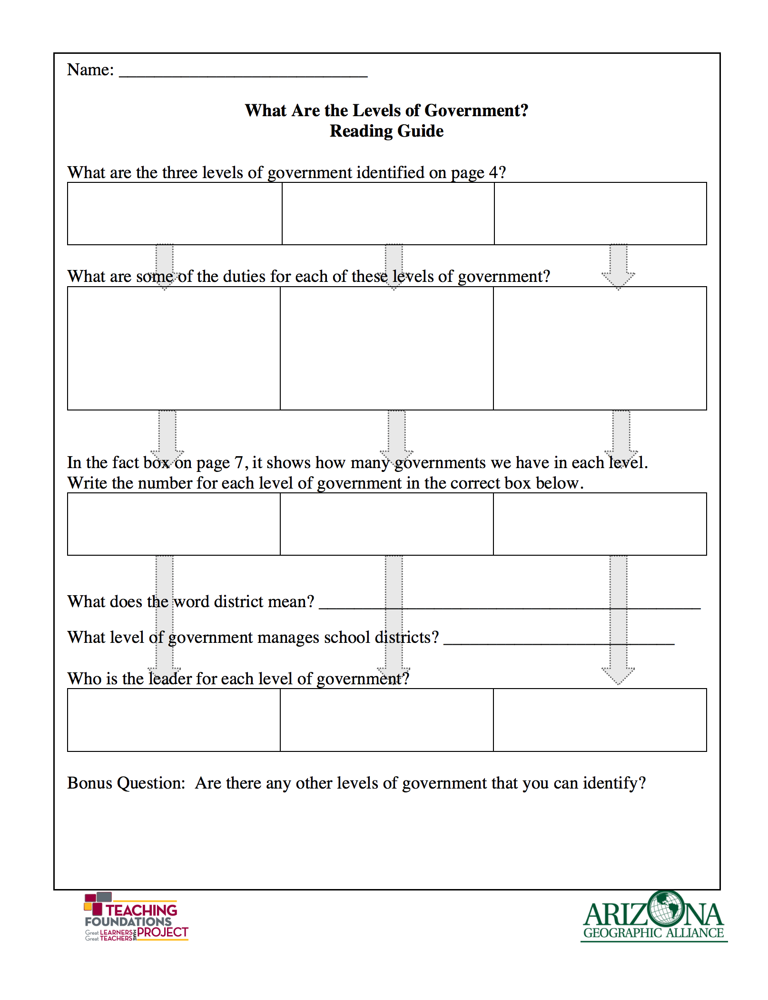 Name: ____________________________
What Are the Levels of Government?
Reading Guide
What are the three levels of government identified on page 4?
What are some of the duties for each of these levels of government?
In the fact box on page 7, it shows how many governments we have in each level.
Write the number for each level of government in the correct box below.
What does the word district mean? ___________________________________________
What level of government manages school districts? __________________________
Who is the leader for each level of government?
Bonus Question:  Are there any other levels of government that you can identify?
TEACHING
FOUNDATIONS
Great LEARNERS MAKE PROJECT
Great TEACHERS
ARIZONA
GEOGRAPHIC ALLIANCE